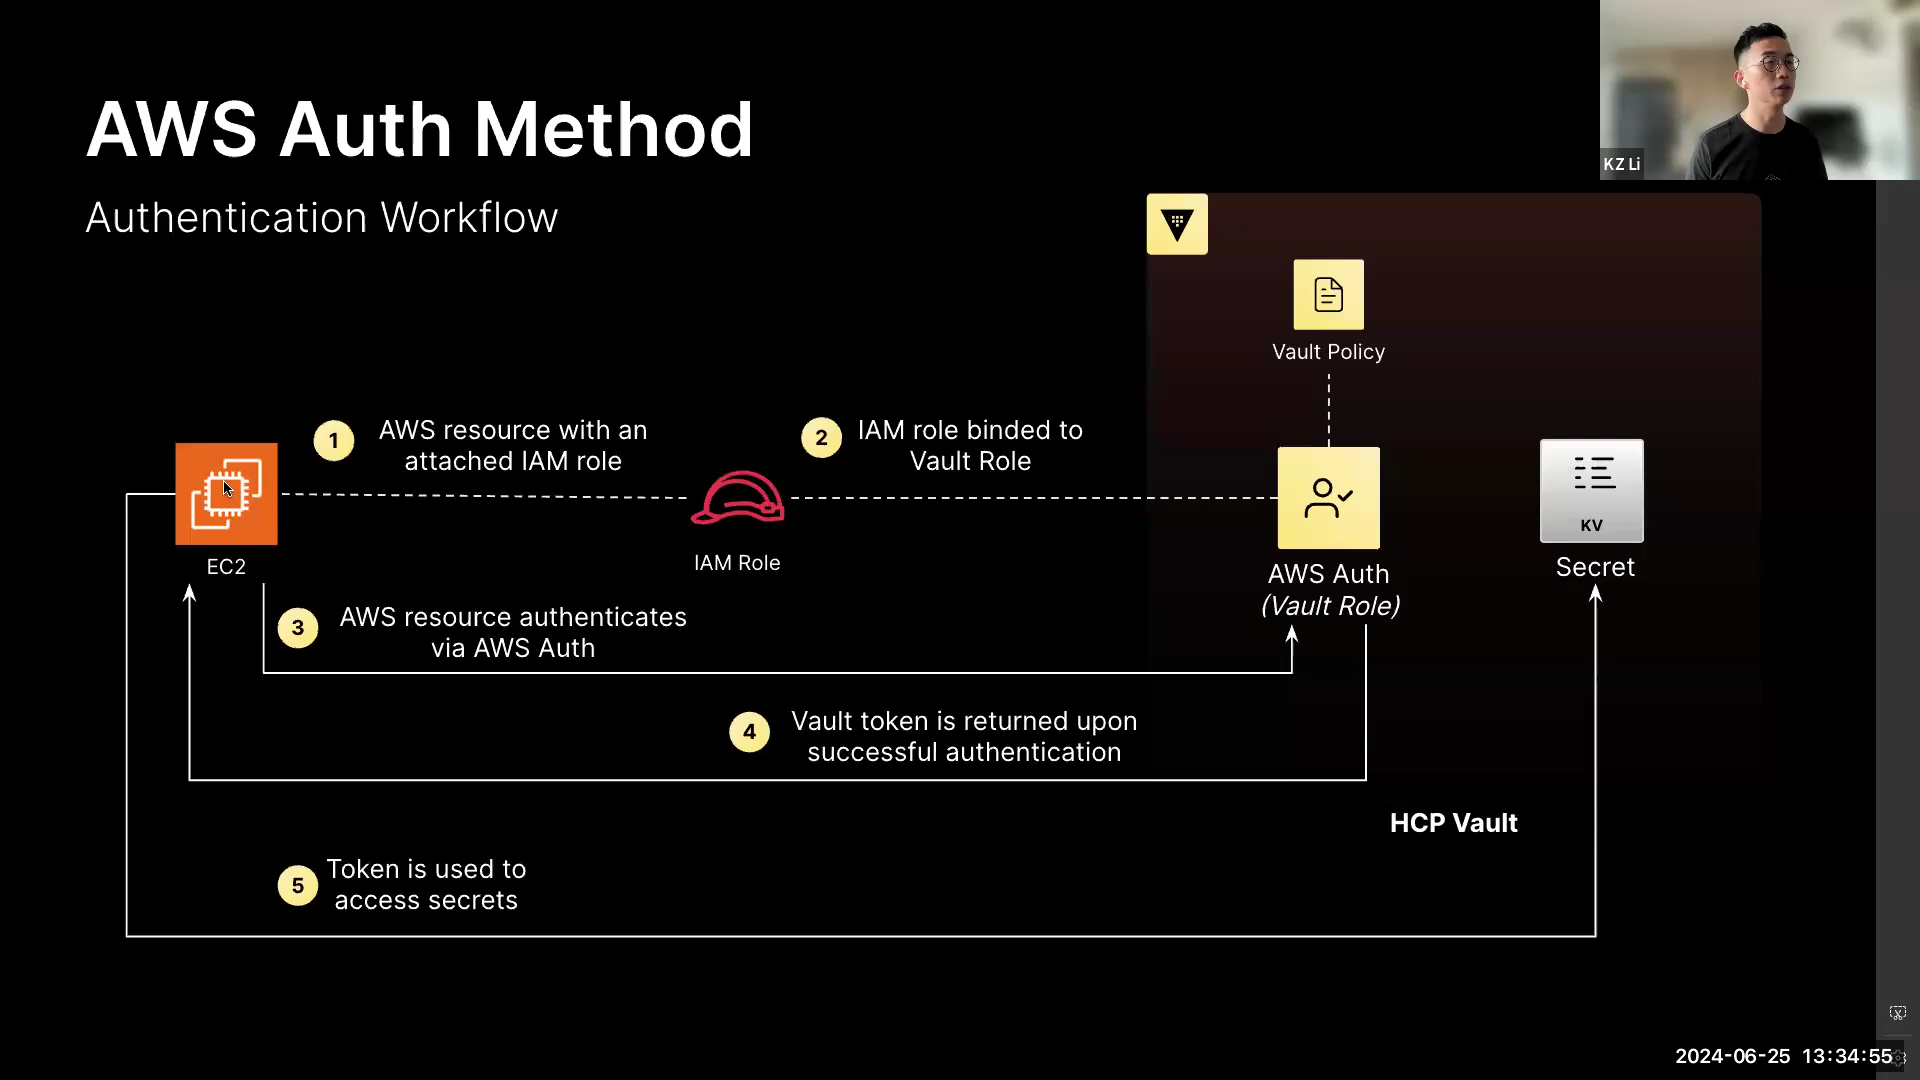 AWS Auth Method
Authentication Workflow
KZ Li
Vault Policy
1
AWS resource with an
attached IAM role
2
IAM role binded to
Vault Role
EC2
IAM Role
AWS Auth
(Vault Role)
KV
Secret
3
AWS resource authenticates
via AWS Auth
4
Vault token is returned upon
successful authentication
HCP Vault
5
Token is used to
access secrets
2024-06-25 13:34:55